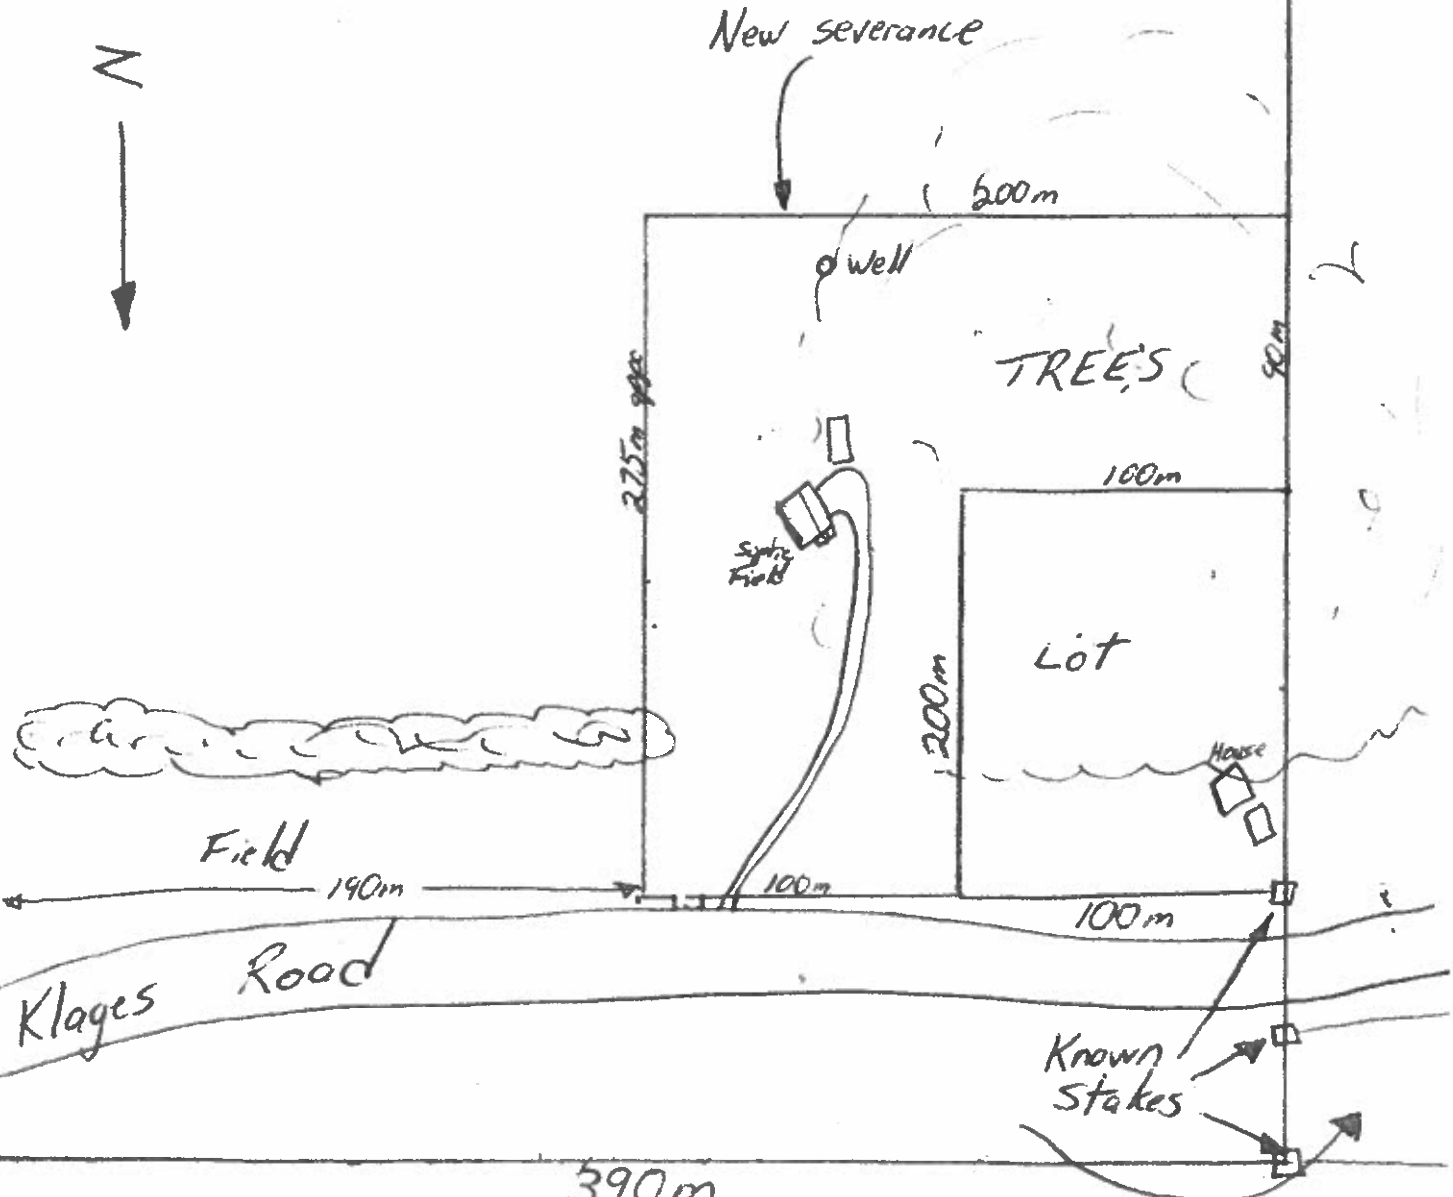 New severance
N
200m
Well
TREE'S
90m
275m
100m
Septic
Field
LOT
200m
House
Field
190m
100m
100m
Klages Road
Known
Stakes
390m